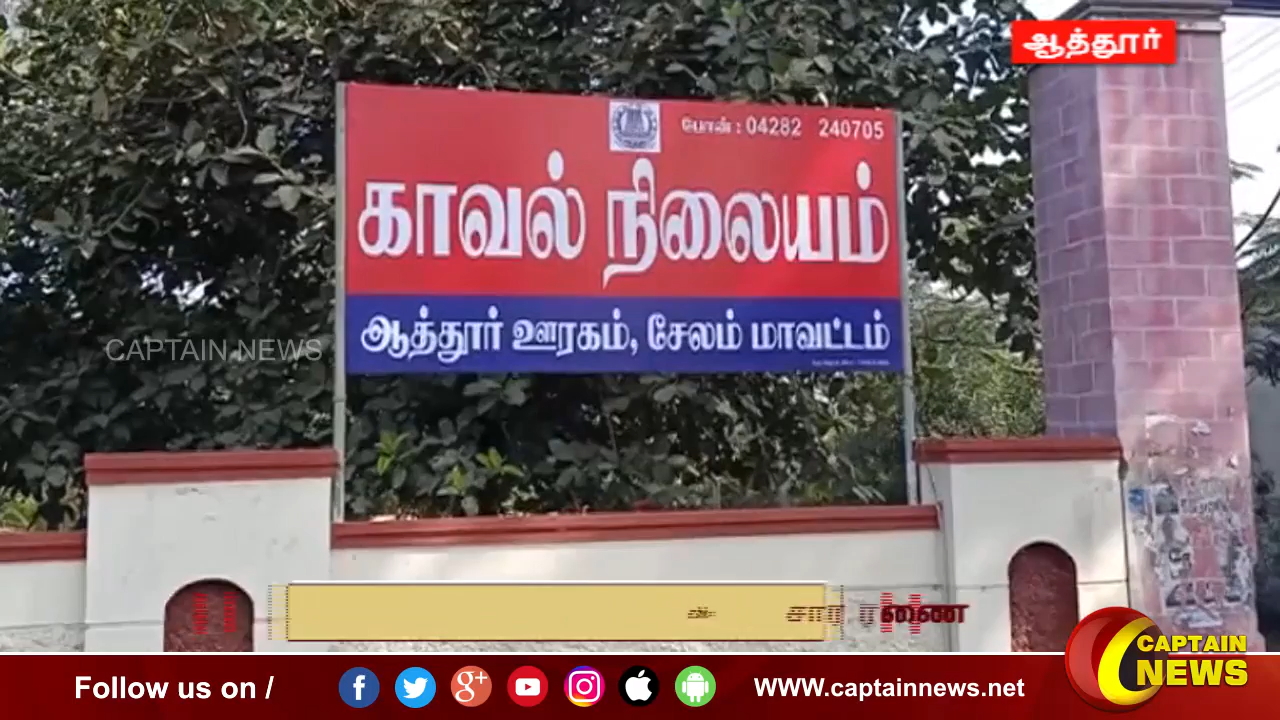 ஆத்தூர்
போன் : 04282 240705
காவல் நிலையம்
ஆத்தூர் ஊரகம், சேலம் மாவட்டம்
CAPTAIN NEWS
CAPTAIN
NEWS
Follow us on / WWW.captainnews.net